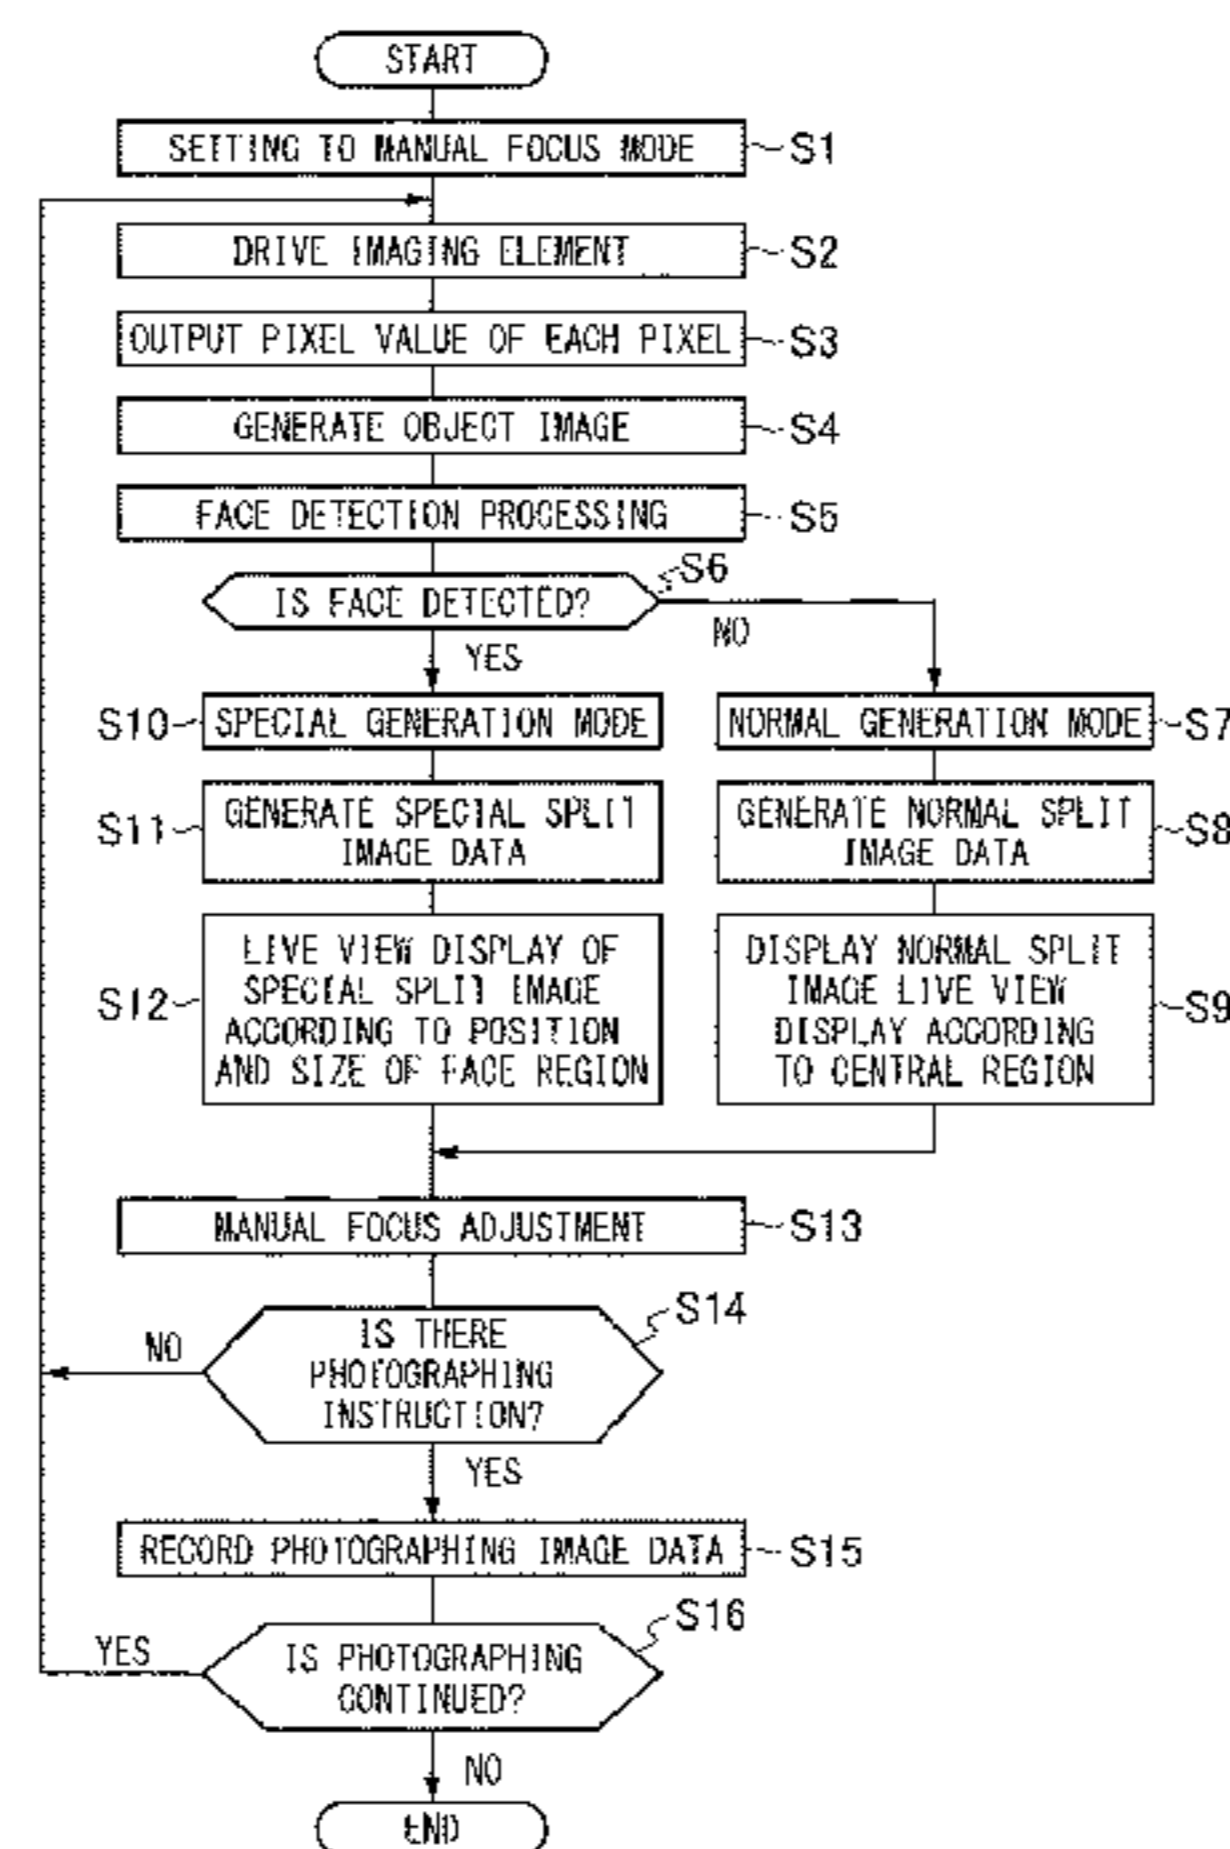 START
SETTING TO MANUAL FOCUS MODE
S1
DRIVE IMAGING ELEMENT
S2
OUTPUT PIXEL VALUE OF EACH PIXEL
S3
GENERATE OBJECT IMAGE
S4
FACE DETECTION PROCESSING
S5
IS FACE DETECTED?
S6
YES
NO
S10
SPECIAL GENERATION MODE
S11
GENERATE SPECIAL SPLIT
IMAGE DATA
S12
LIVE VIEW DISPLAY OF
SPECIAL SPLIT IMAGE
ACCORDING TO POSITION
AND SIZE OF FACE REGION
NORMAL GENERATION MODE
S7
GENERATE NORMAL SPLIT
IMAGE DATA
S8
DISPLAY NORMAL SPLIT
IMAGE LIVE VIEW
DISPLAY ACCORDING
TO CENTRAL REGION
S9
MANUAL FOCUS ADJUSTMENT
S13
IS THERE
PHOTOGRAPHING
INSTRUCTION?
S14
NO
YES
RECORD PHOTOGRAPHING IMAGE DATA
S15
IS PHOTOGRAPHING
CONTINUED?
S16
YES
NO
END